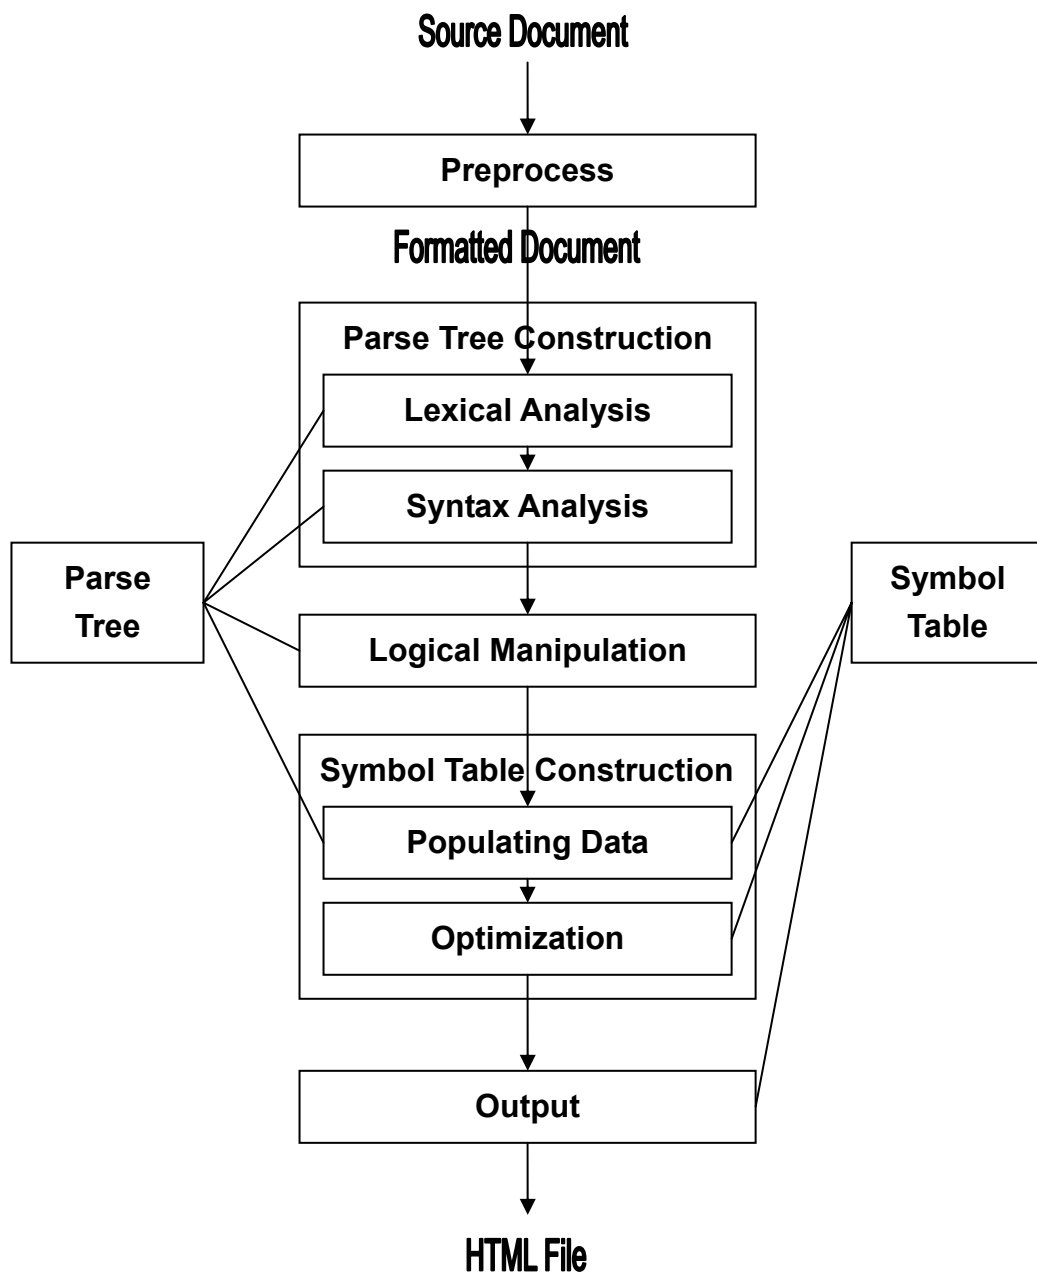 Source Document
Preprocess
Formatted Document
Parse Tree Construction
Lexical Analysis
Syntax Analysis
Parse
Tree
Symbol
Table
Logical Manipulation
Symbol Table Construction
Populating Data
Optimization
Output
HTML File